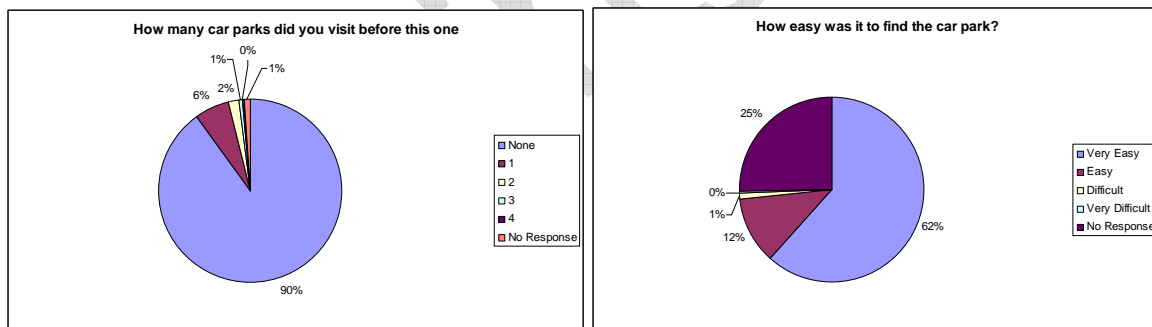 How many car parks did you visit before this one
0%
1%
1%
2%
6%
90%
None
1
2
3
4
No Response
How easy was it to find the car park?
25%
0%
1%
12%
62%
Very Easy
Easy
Difficult
Very Difficult
No Response